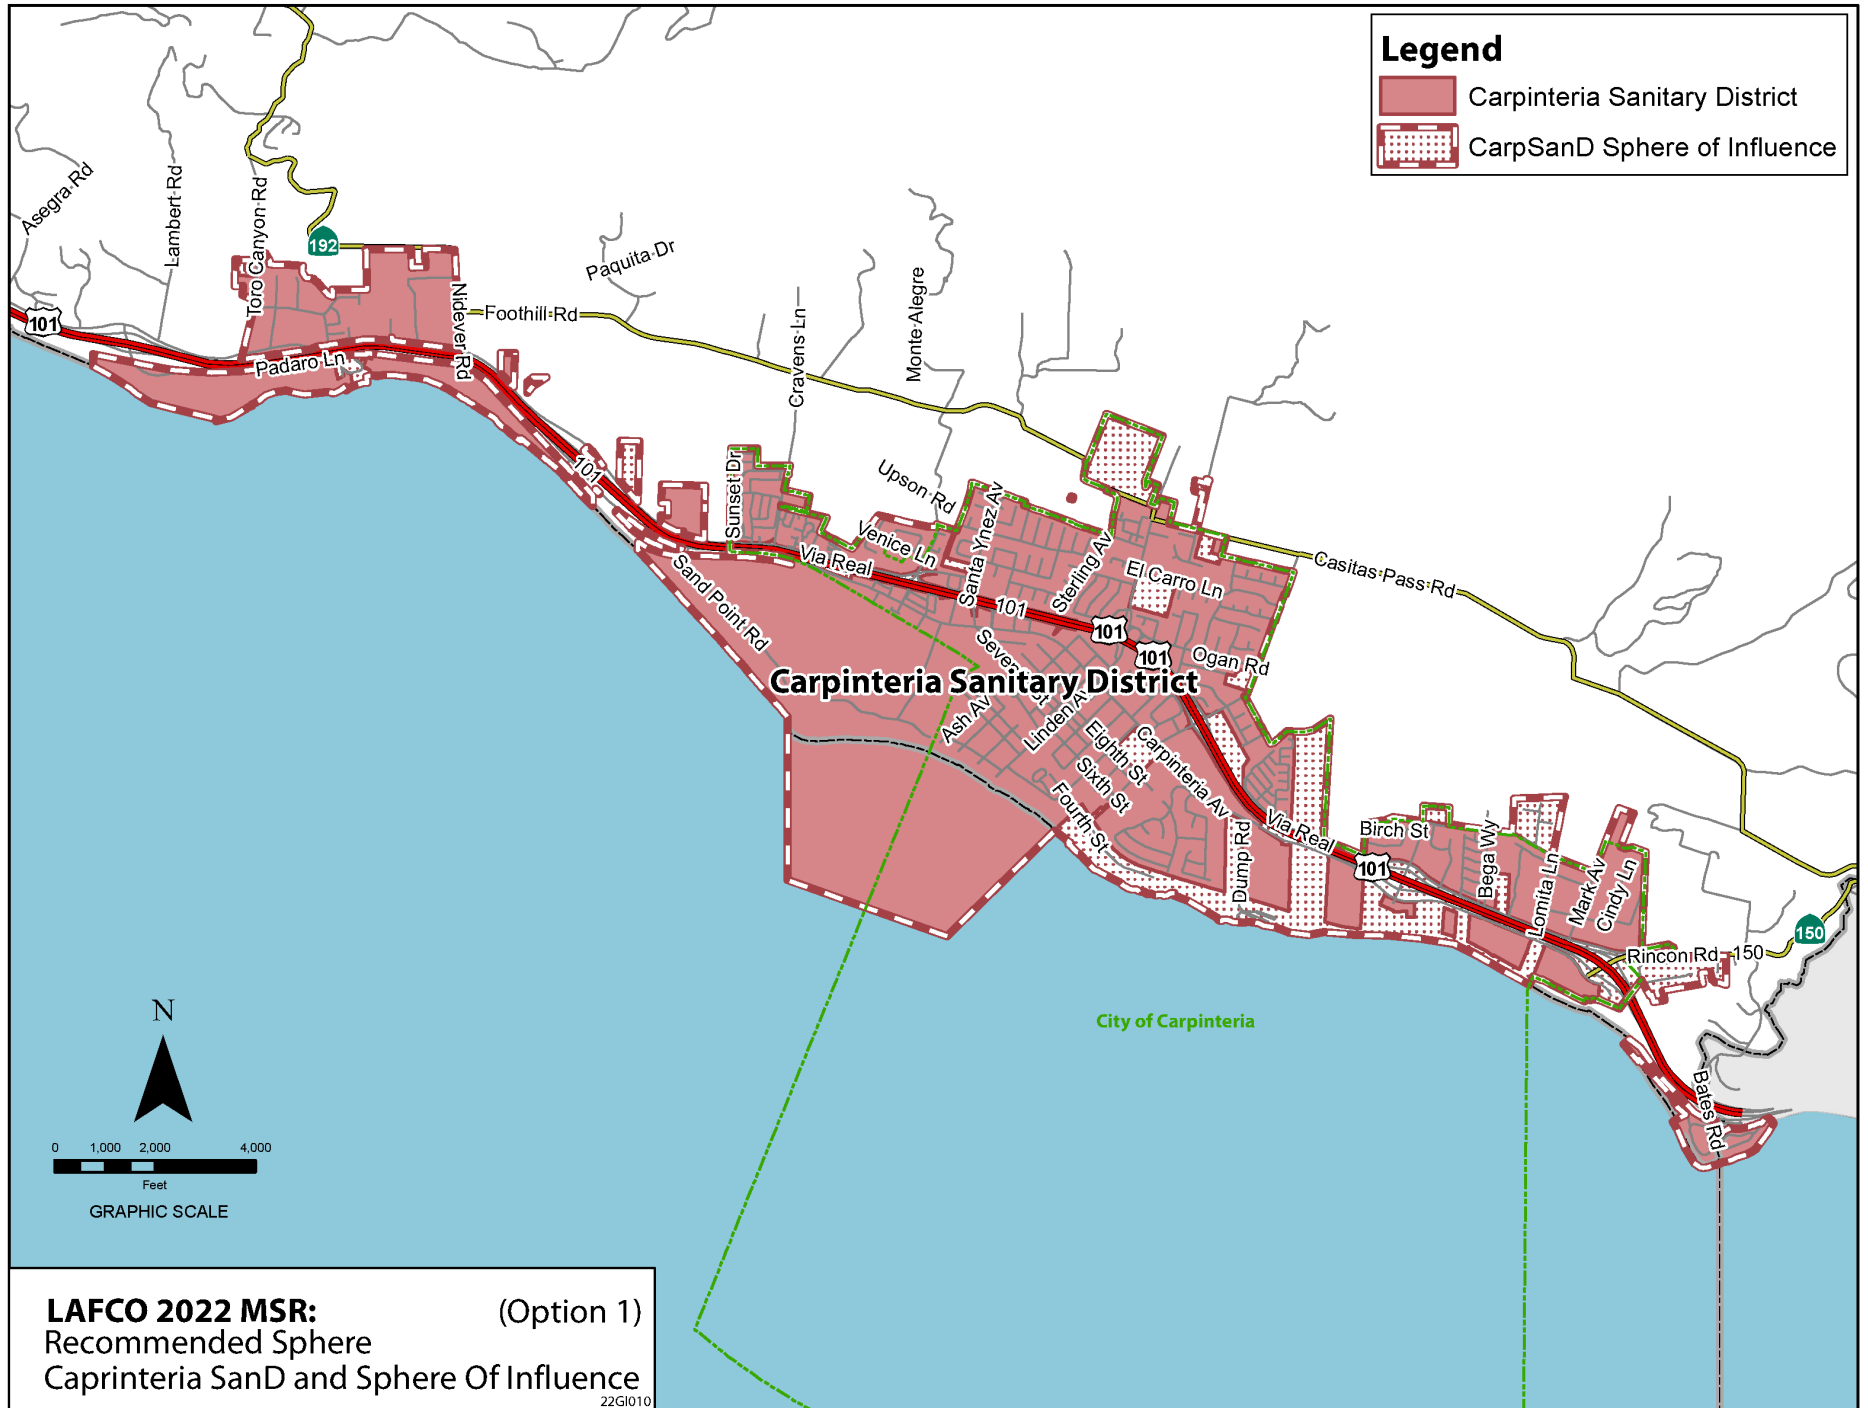 Legend
Carpinteria Sanitary District
CarpSanD Sphere of Influence
Asegra Rd
Lambert Rd
Toro Canyon Rd
192
Paquita Dr
Nidever Rd
Foothill Rd
101
Padaro Ln
Cravens Ln
Monte Alegre
101
Sunset Dr
Upson Rd
Venice Ln
Via Real
Santa Ynez Av
Sterling Av
El Carro Ln
Casitas Pass Rd
101
101
101
Sand Point Rd
Ogan Rd
Seventh St
Carpinteria Sanitary District
Ash Av
Linden Av
Eighth St
Sixth St
Fourth St
Carpinteria Av
Dump Rd
Via Real
101
Birch St
Bega Wy
Lomita Ln
Mark Av
Cindy Ln
Rincon Rd 150
150
City of Carpinteria
Bates Rd
N
0 1,000 2,000 4,000
Feet
GRAPHIC SCALE
LAFCO 2022 MSR: (Option 1)
Recommended Sphere
Caprinteria SanD and Sphere Of Influence
22GI010